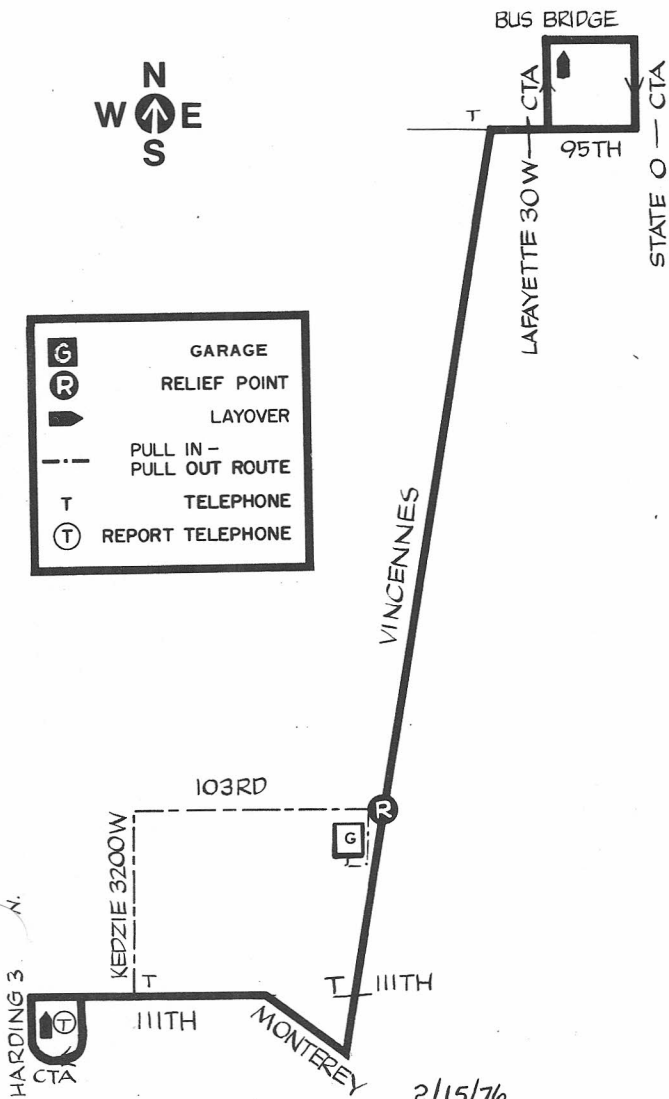 BUS BRIDGE
N
W E
S
CTA
CTA
T
95TH
LAFAYETTE 30 W
STATE 0
G GARAGE
R RELIEF POINT
LAYOVER
PULL IN –
PULL OUT ROUTE
T TELEPHONE
T REPORT TELEPHONE
VINCENNES
103RD
R
G
KEDZIE 3200W
HARDING 3
W.
T
T 111TH
111TH
T
MONTEREY
CTA
2/15/76